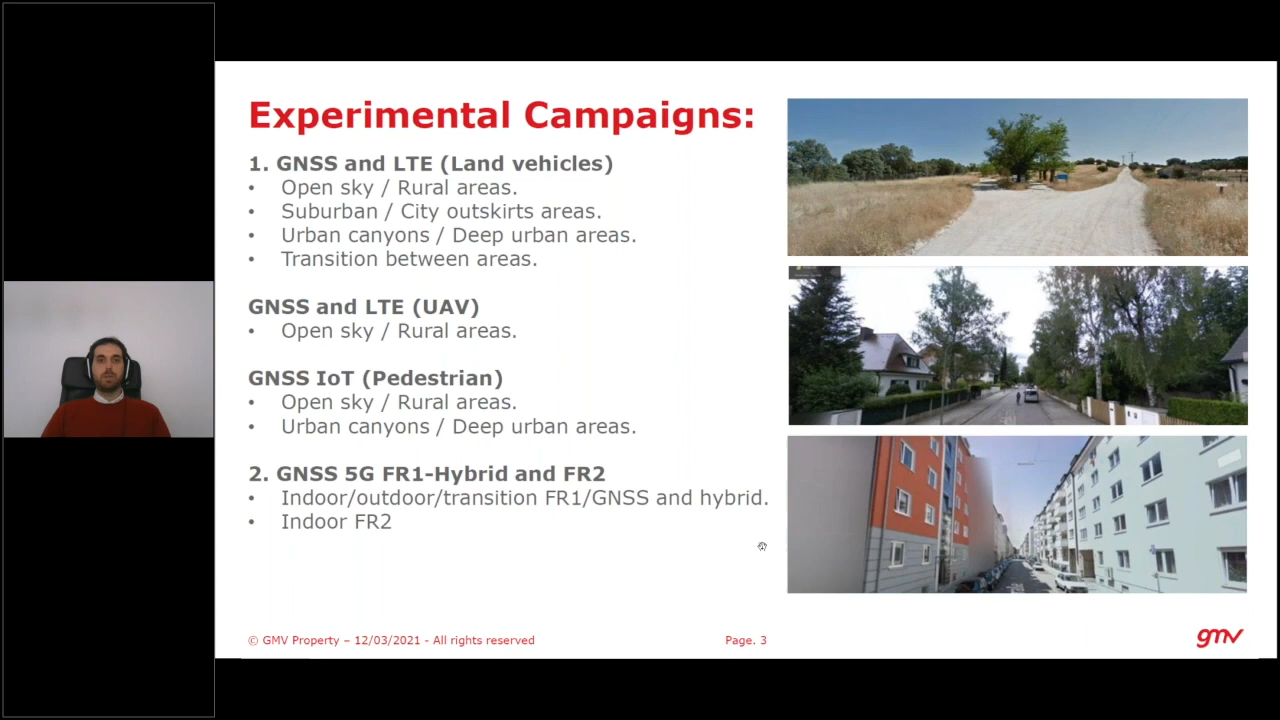 Experimental Campaigns:
1. GNSS and LTE (Land vehicles)
• Open sky / Rural areas.
• Suburban / City outskirts areas.
• Urban canyons / Deep urban areas.
• Transition between areas.
GNSS and LTE (UAV)
• Open sky / Rural areas.
GNSS IoT (Pedestrian)
• Open sky / Rural areas.
• Urban canyons / Deep urban areas.
2. GNSS 5G FR1-Hybrid and FR2
• Indoor/outdoor/transition FR1/GNSS and hybrid.
• Indoor FR2
© GMV Property – 12/03/2021 - All rights reserved
Page. 3
gmv